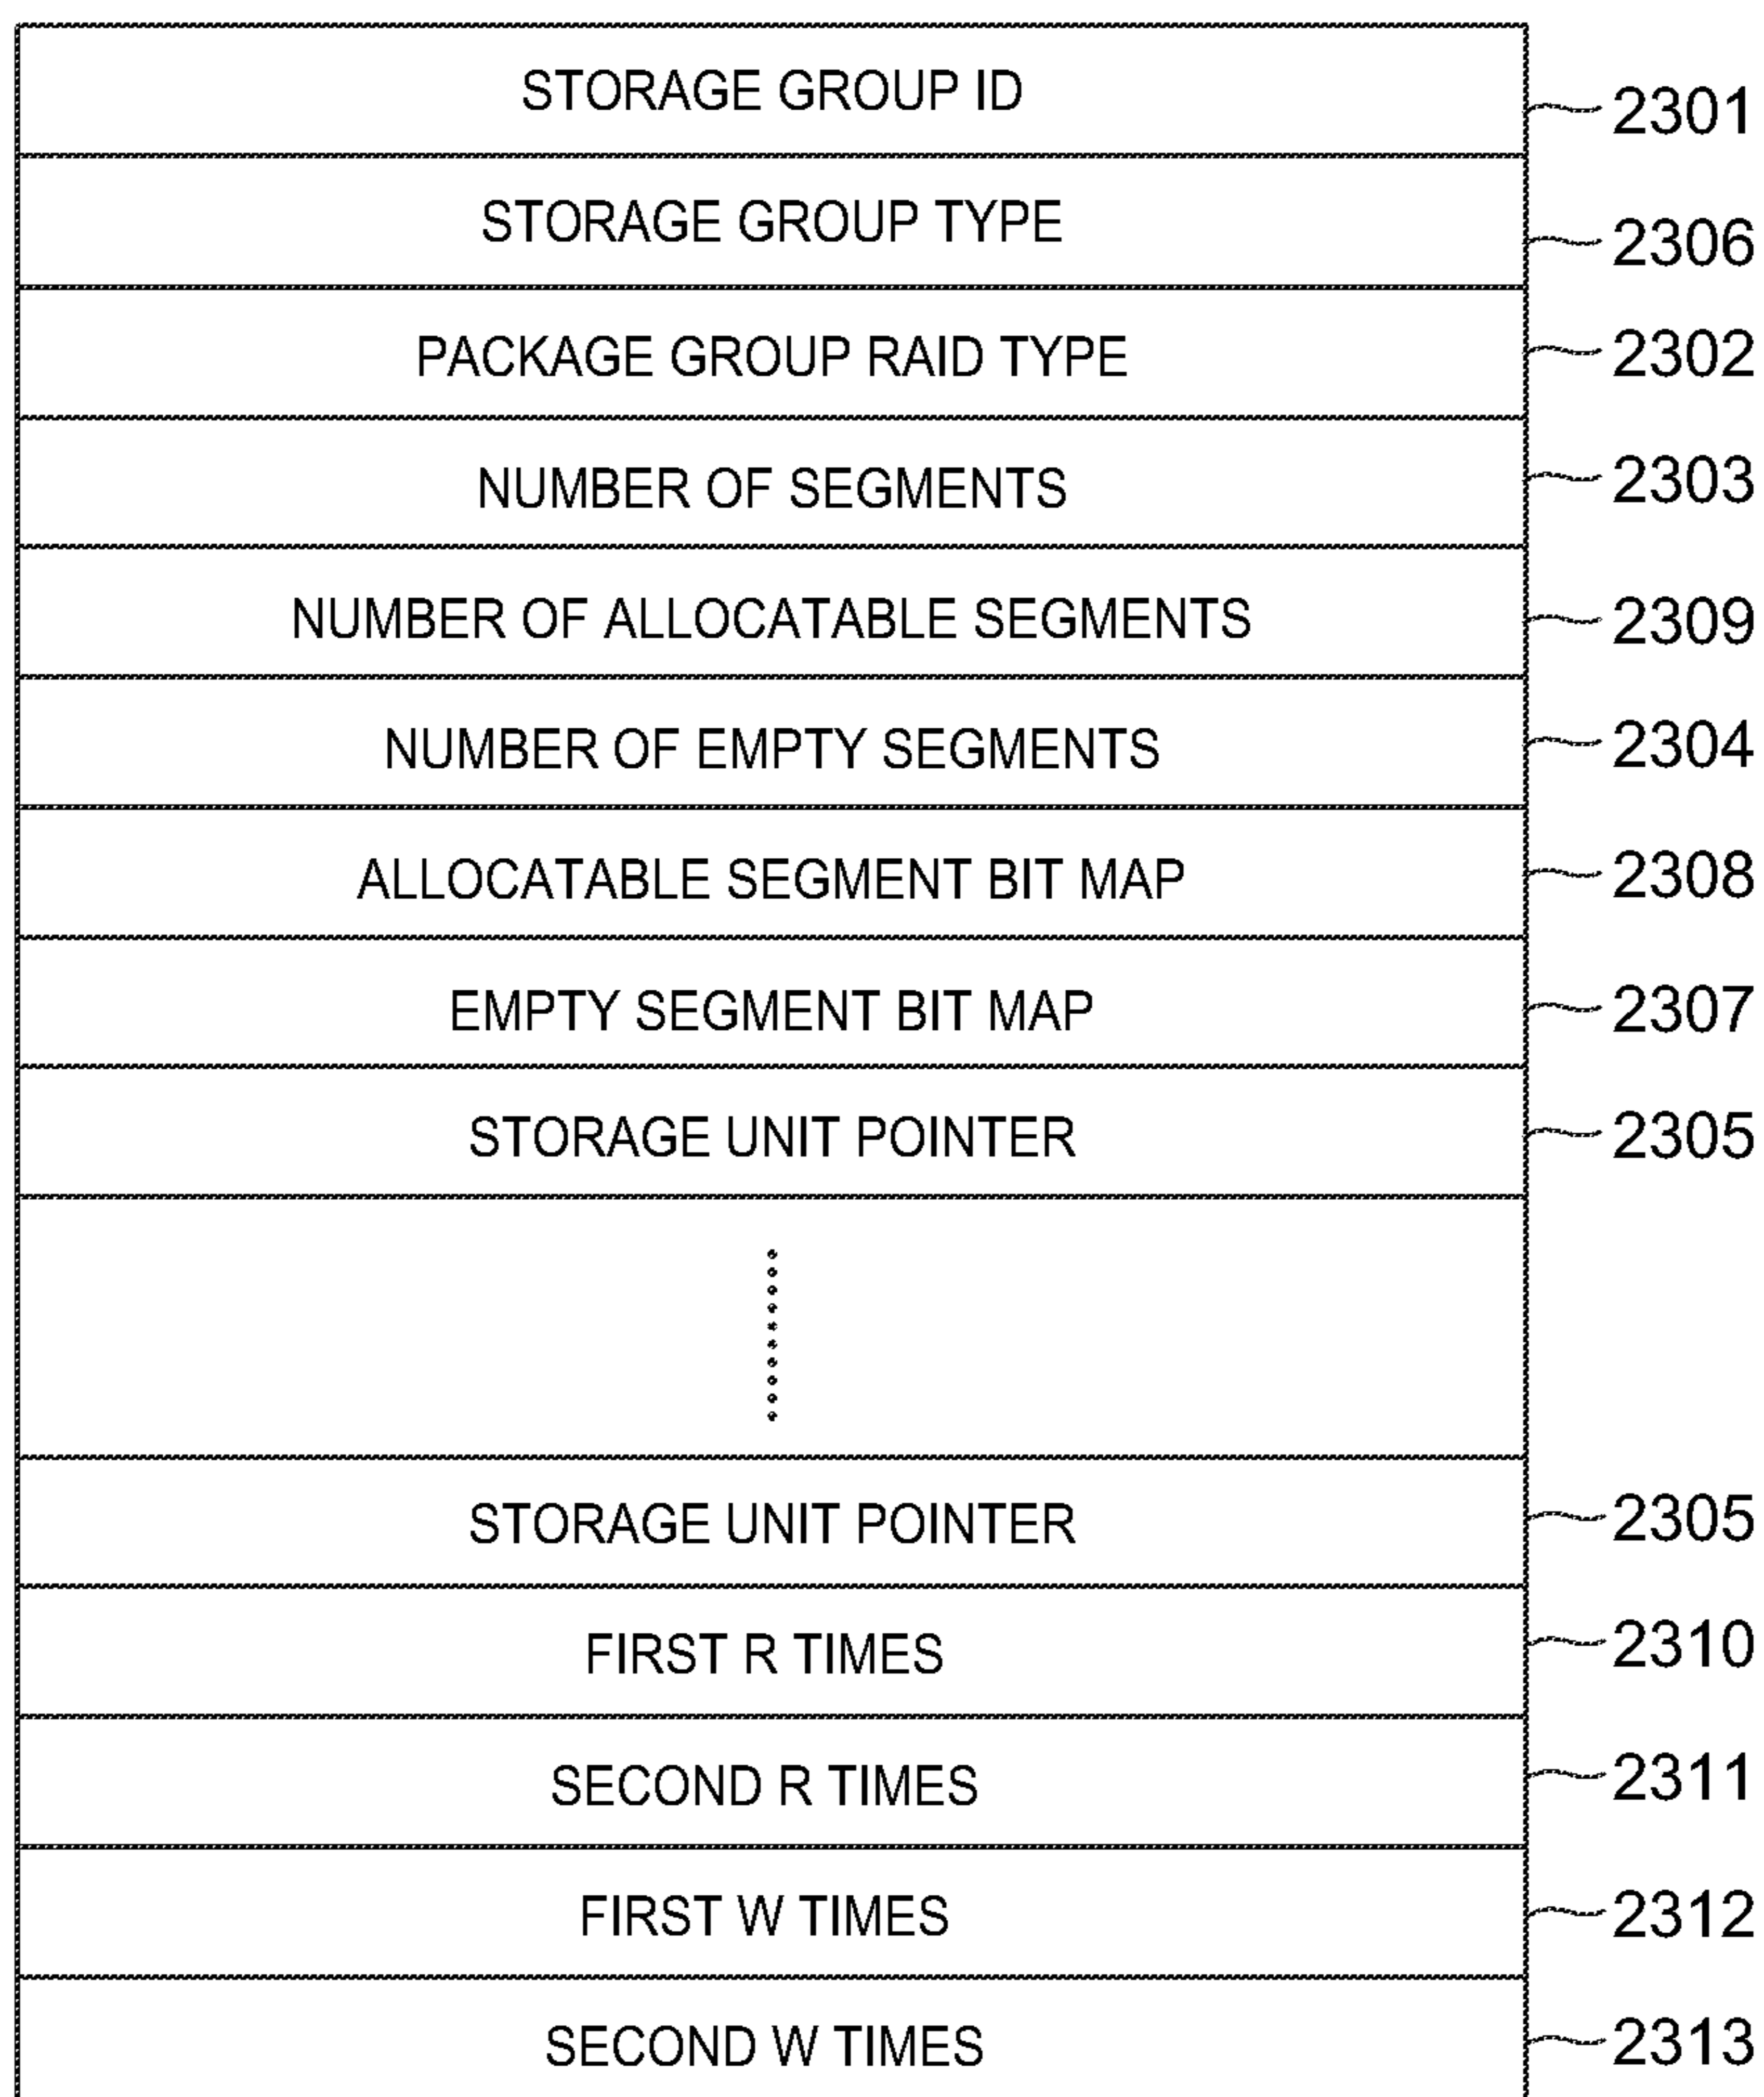 STORAGE GROUP ID 2301
STORAGE GROUP TYPE 2306
PACKAGE GROUP RAID TYPE 2302
NUMBER OF SEGMENTS 2303
NUMBER OF ALLOCATABLE SEGMENTS 2309
NUMBER OF EMPTY SEGMENTS 2304
ALLOCATABLE SEGMENT BIT MAP 2308
EMPTY SEGMENT BIT MAP 2307
STORAGE UNIT POINTER 2305
STORAGE UNIT POINTER 2305
FIRST R TIMES 2310
SECOND R TIMES 2311
FIRST W TIMES 2312
SECOND W TIMES 2313